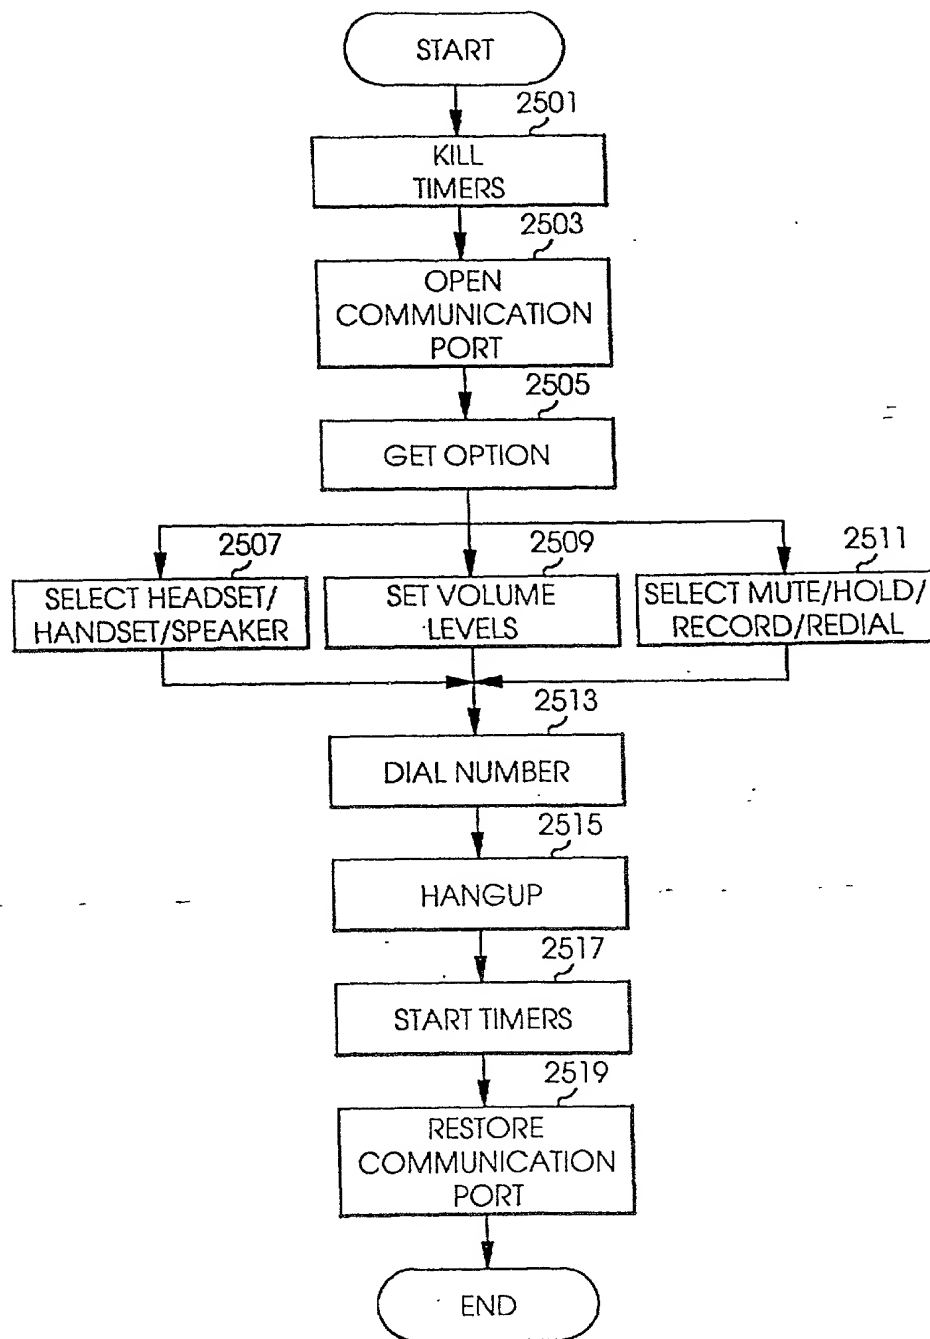 START
2501
KILL
TIMERS
2503
OPEN
COMMUNICATION
PORT
2505
GET OPTION
2507
SELECT HEADSET/
HANDSET/SPEAKER
2509
SET VOLUME
LEVELS
2511
SELECT MUTE/HOLD/
RECORD/REDIAL
2513
DIAL NUMBER
2515
HANGUP
2517
START TIMERS
2519
RESTORE
COMMUNICATION
PORT
END